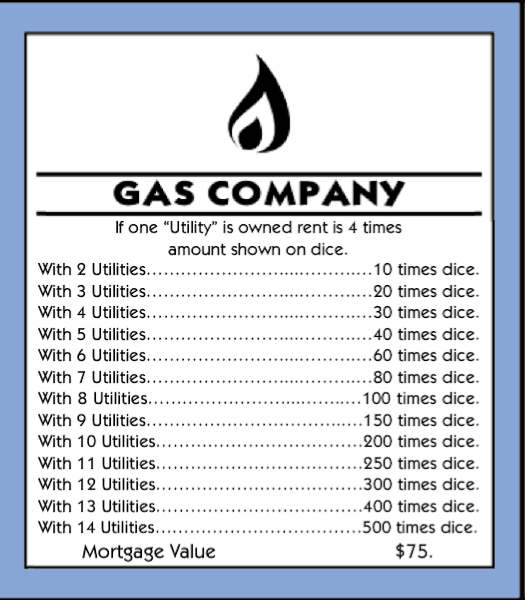 GAS COMPANY
If one “Utility” is owned rent is 4 times
amount shown on dice.
With 2 Utilities..................................10 times dice.
With 3 Utilities..................................20 times dice.
With 4 Utilities..................................30 times dice.
With 5 Utilities..................................40 times dice.
With 6 Utilities..................................60 times dice.
With 7 Utilities..................................80 times dice.
With 8 Utilities................................100 times dice.
With 9 Utilities................................150 times dice.
With 10 Utilities..............................200 times dice.
With 11 Utilities..............................250 times dice.
With 12 Utilities..............................300 times dice.
With 13 Utilities..............................400 times dice.
With 14 Utilities..............................500 times dice.
Mortgage Value $75.